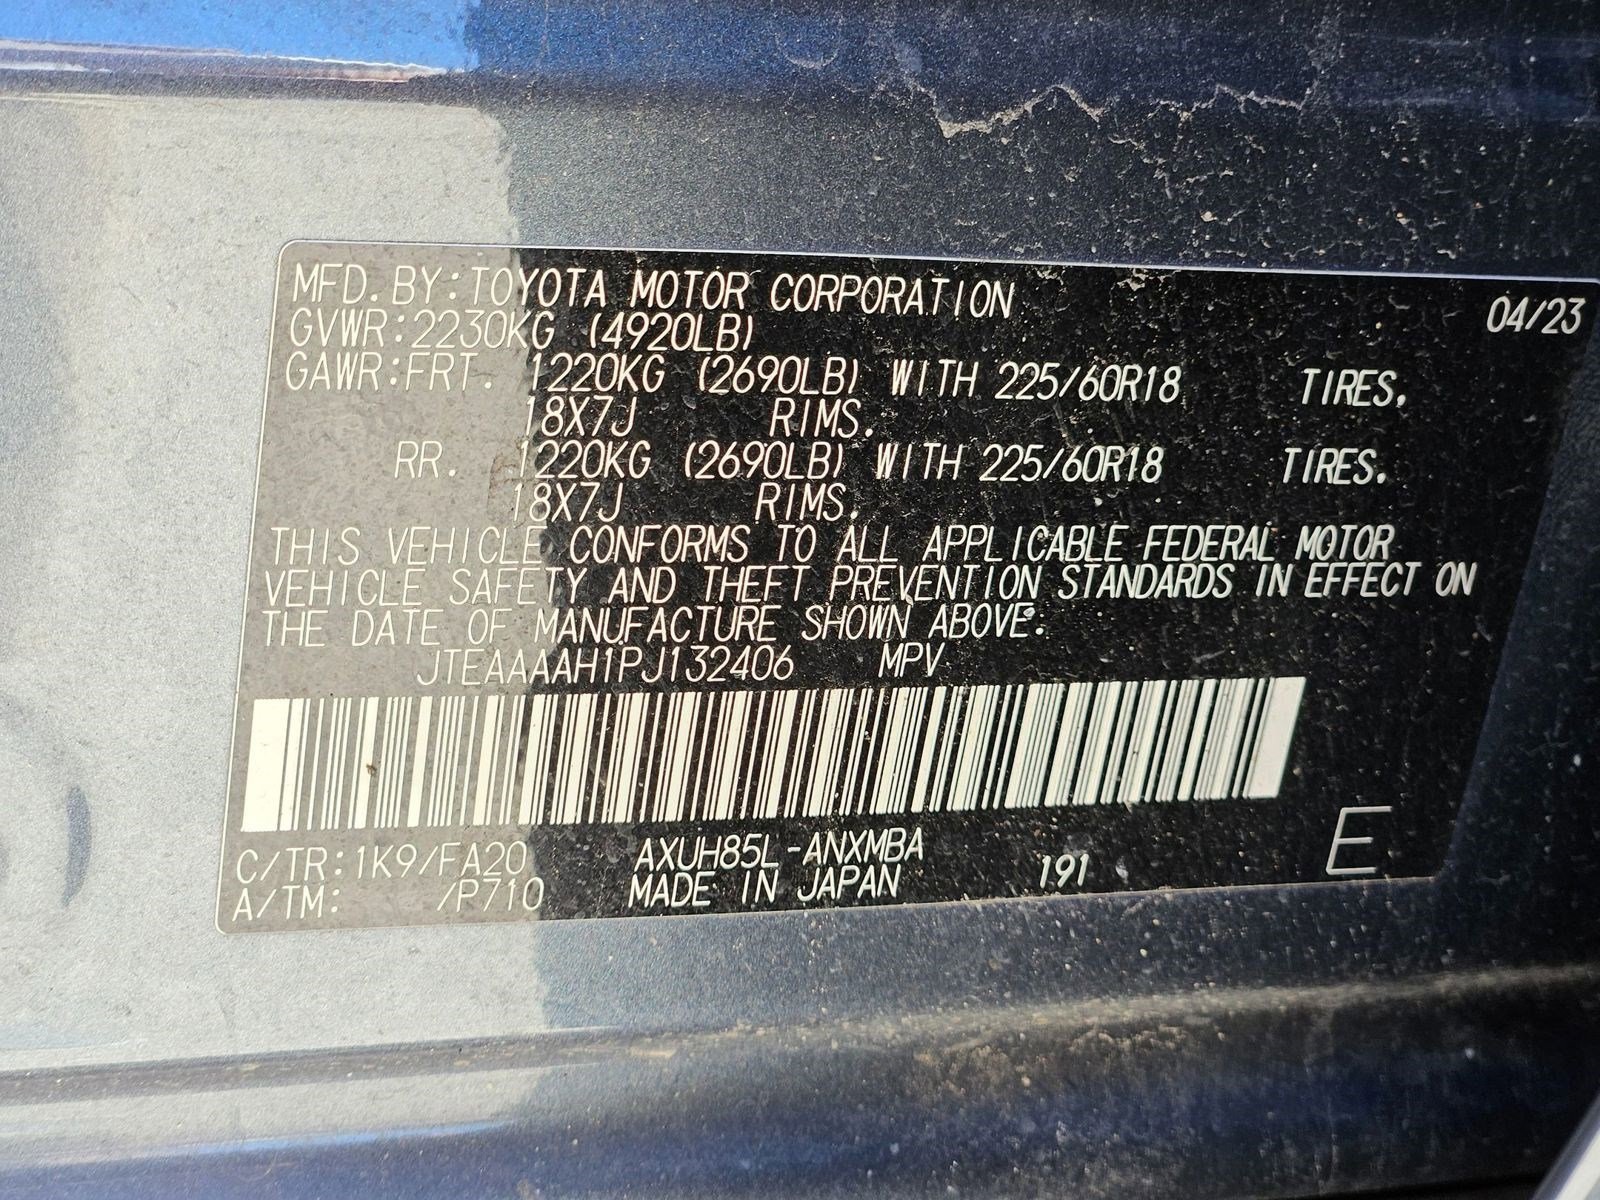 MFD. BY: TOYOTA MOTOR CORPORATION 04/23
GVWR: 2230KG (4920LB)
GAWR: FRT. 1220KG (2690LB) WITH 225/60R18 TIRES.
18X7J RIMS.
RR. 1220KG (2690LB) WITH 225/60R18 TIRES.
18X7J RIMS.
THIS VEHICLE CONFORMS TO ALL APPLICABLE FEDERAL MOTOR
VEHICLE SAFETY AND THEFT PREVENTION STANDARDS IN EFFECT ON
THE DATE OF MANUFACTURE SHOWN ABOVE.
JTEAAAAH1PJ132406 MPV
C/TR: 1K9/FA20 AXUH85L-ANXMBA 191 E
A/TM: /P710 MADE IN JAPAN